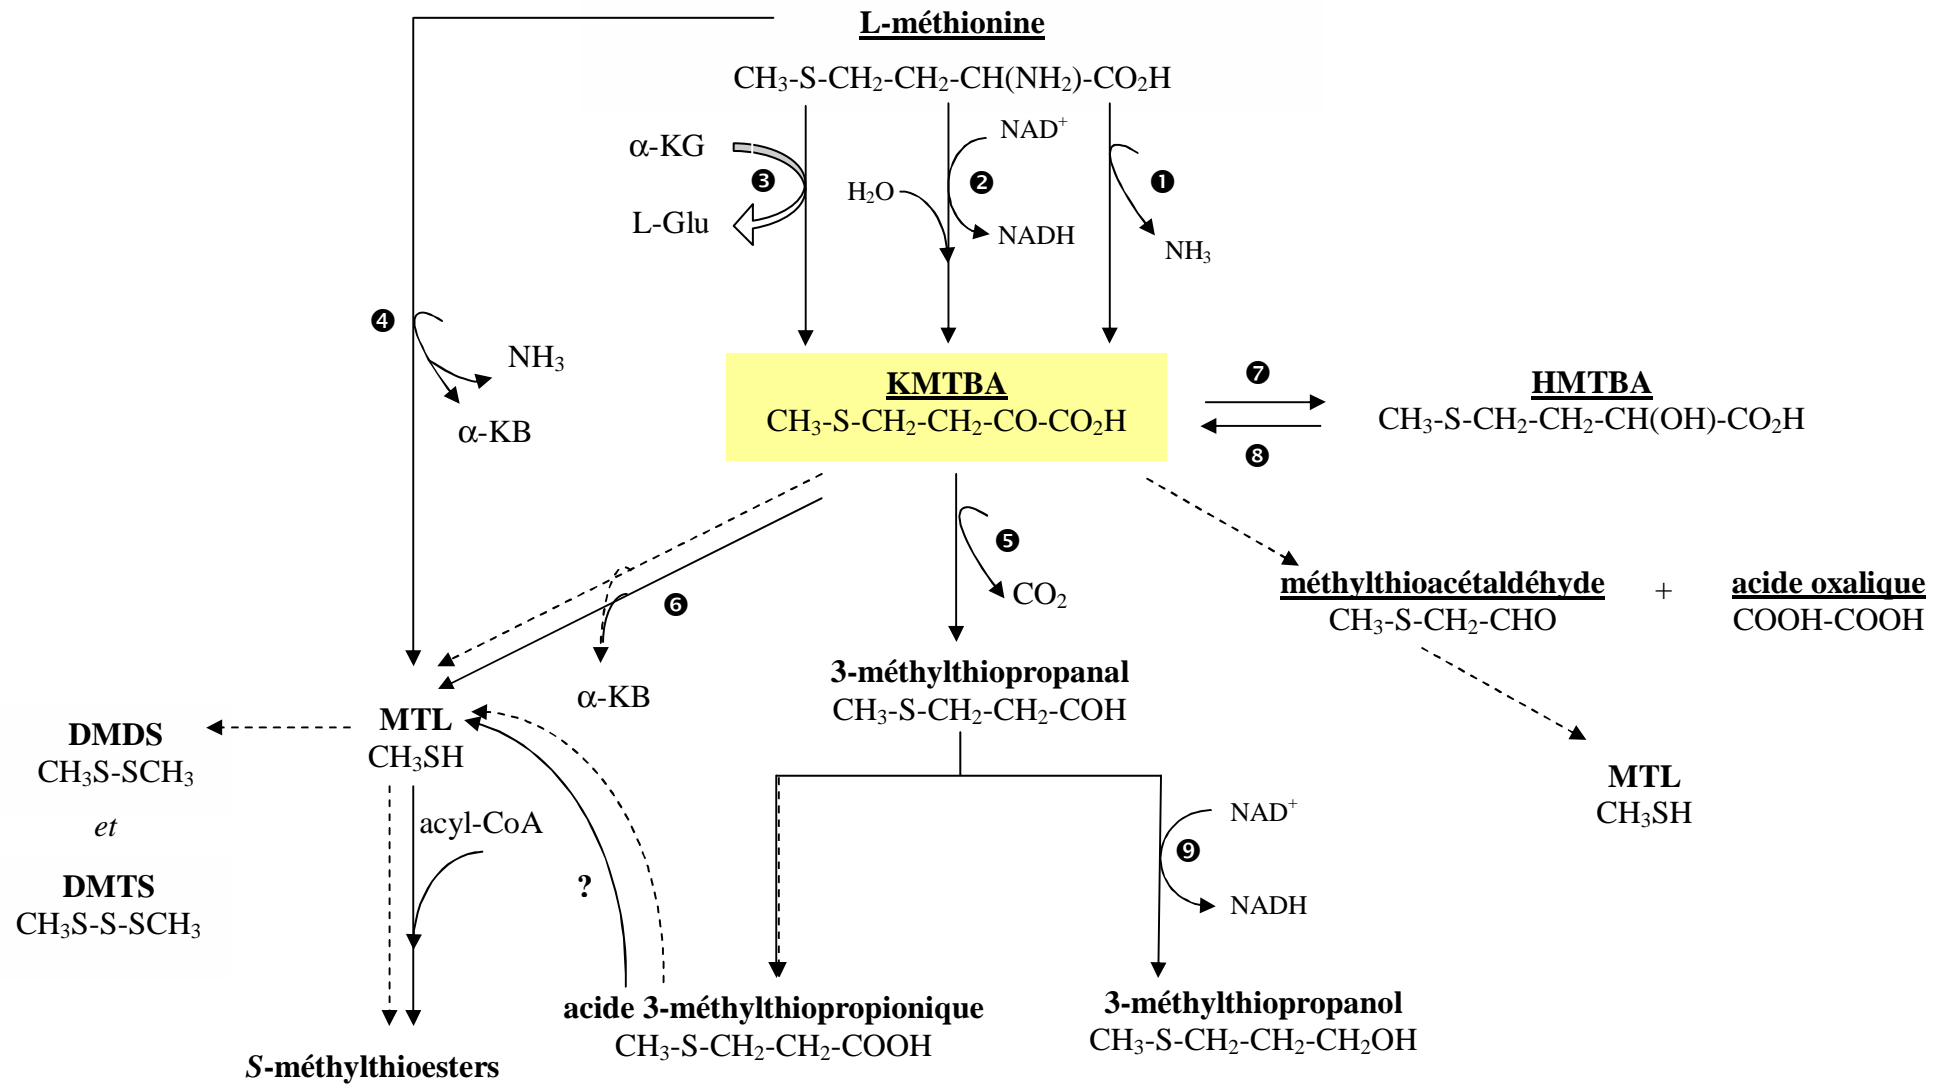 L-méthionine
CH3-S-CH2-CH2-CH(NH2)-CO2H
α-KG
NAD+
❸
H2O
❷
❶
L-Glu
NADH
NH3
❹
NH3
α-KB
KMTBA
CH3-S-CH2-CH2-CO-CO2H
❼
❽
HMTBA
CH3-S-CH2-CH2-CH(OH)-CO2H
❺
CO2
❻
α-KB
méthylthioacétaldéhyde + acide oxalique
CH3-S-CH2-CHO COOH-COOH
3-méthylthiopropanal
CH3-S-CH2-CH2-COH
MTL
CH3SH
DMDS
CH3S-SCH3
et
DMTS
CH3S-S-SCH3
MTL
CH3SH
acyl-CoA
?
NAD+
❾
NADH
acide 3-méthylthiopropionique
CH3-S-CH2-CH2-COOH
3-méthylthiopropanol
CH3-S-CH2-CH2-CH2OH
S-méthylthioesters